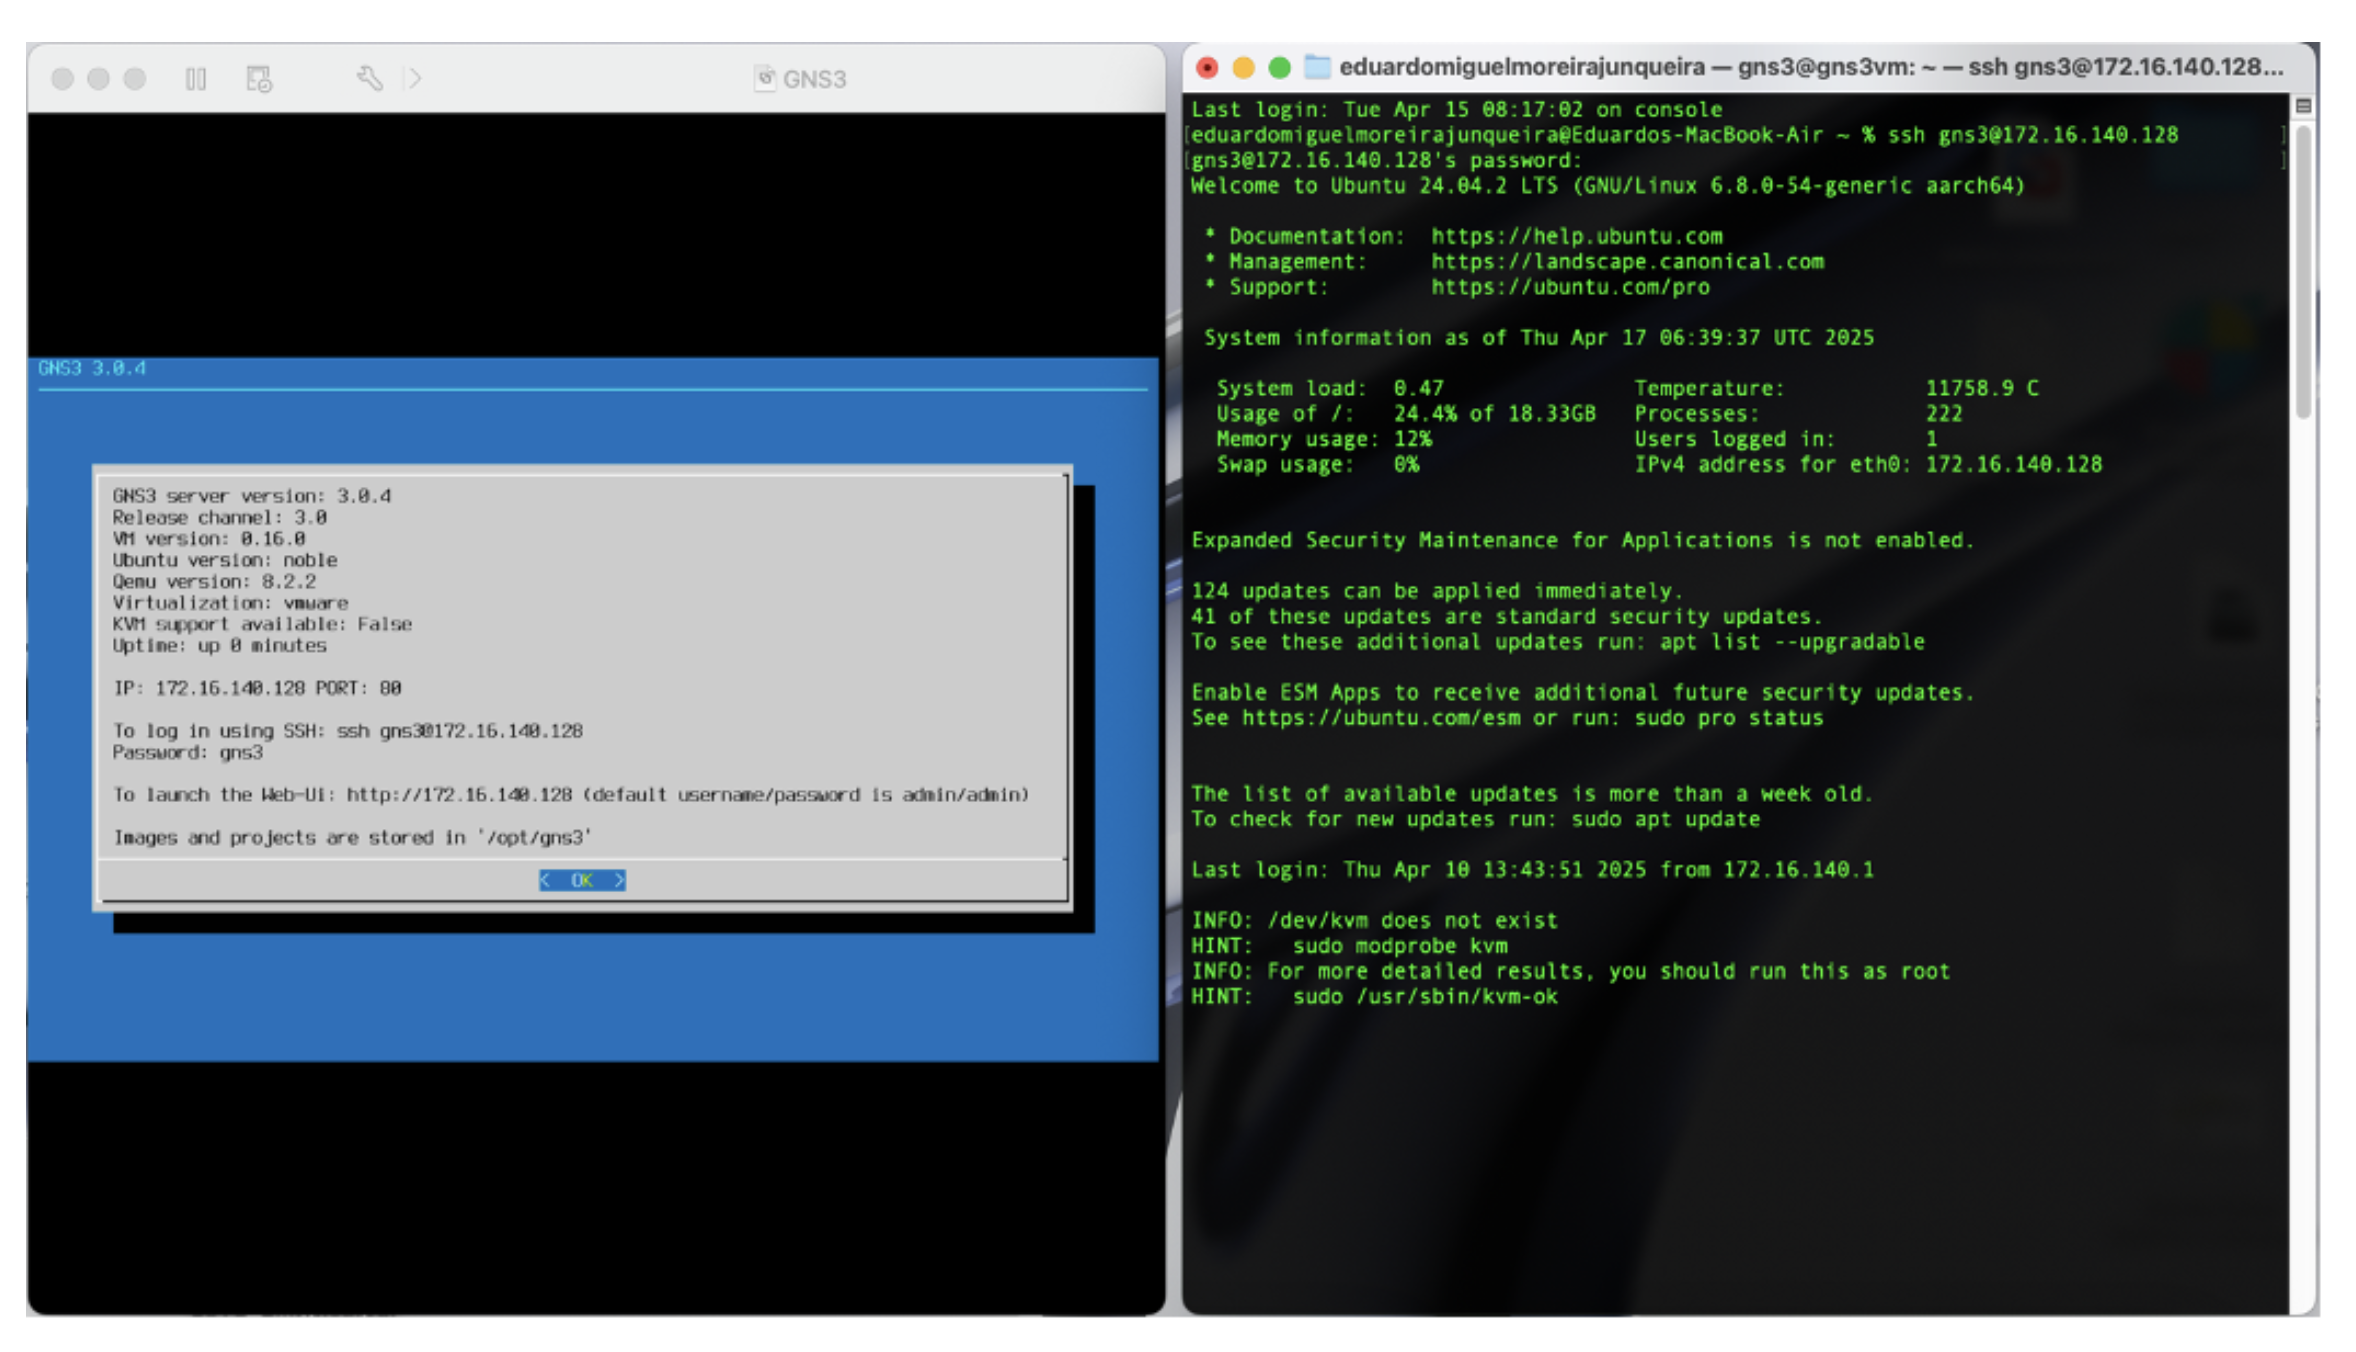 GNS3
GNS3 3.0.4
GNS3 server version: 3.0.4
Release channel: 3.0
VM version: 0.16.0
Ubuntu version: noble
Qemu version: 8.2.2
Virtualization: vmware
KVM support available: False
Uptime: up 0 minutes
IP: 172.16.140.128 PORT: 80
To log in using SSH: ssh gns3@172.16.140.128
Password: gns3
To launch the Web-Ui: http://172.16.140.128 (default username/password is admin/admin)
Images and projects are stored in '/opt/gns3'
< OK >
eduardomiguelmoreirajunqueira — gns3@gns3vm: ~ — ssh gns3@172.16.140.128...
Last login: Tue Apr 15 08:17:02 on console
[eduardomiguelmoreirajunqueira@Eduardos-MacBook-Air ~ % ssh gns3@172.16.140.128 ]
[gns3@172.16.140.128's password: ]
Welcome to Ubuntu 24.04.2 LTS (GNU/Linux 6.8.0-54-generic aarch64)
* Documentation: https://help.ubuntu.com
* Management: https://landscape.canonical.com
* Support: https://ubuntu.com/pro
System information as of Thu Apr 17 06:39:37 UTC 2025
System load: 0.47 Temperature: 11758.9 C
Usage of /: 24.4% of 18.33GB Processes: 222
Memory usage: 12% Users logged in: 1
Swap usage: 0% IPv4 address for eth0: 172.16.140.128
Expanded Security Maintenance for Applications is not enabled.
124 updates can be applied immediately.
41 of these updates are standard security updates.
To see these additional updates run: apt list --upgradable
Enable ESM Apps to receive additional future security updates.
See https://ubuntu.com/esm or run: sudo pro status
The list of available updates is more than a week old.
To check for new updates run: sudo apt update
Last login: Thu Apr 10 13:43:51 2025 from 172.16.140.1
INFO: /dev/kvm does not exist
HINT: sudo modprobe kvm
INFO: For more detailed results, you should run this as root
HINT: sudo /usr/sbin/kvm-ok